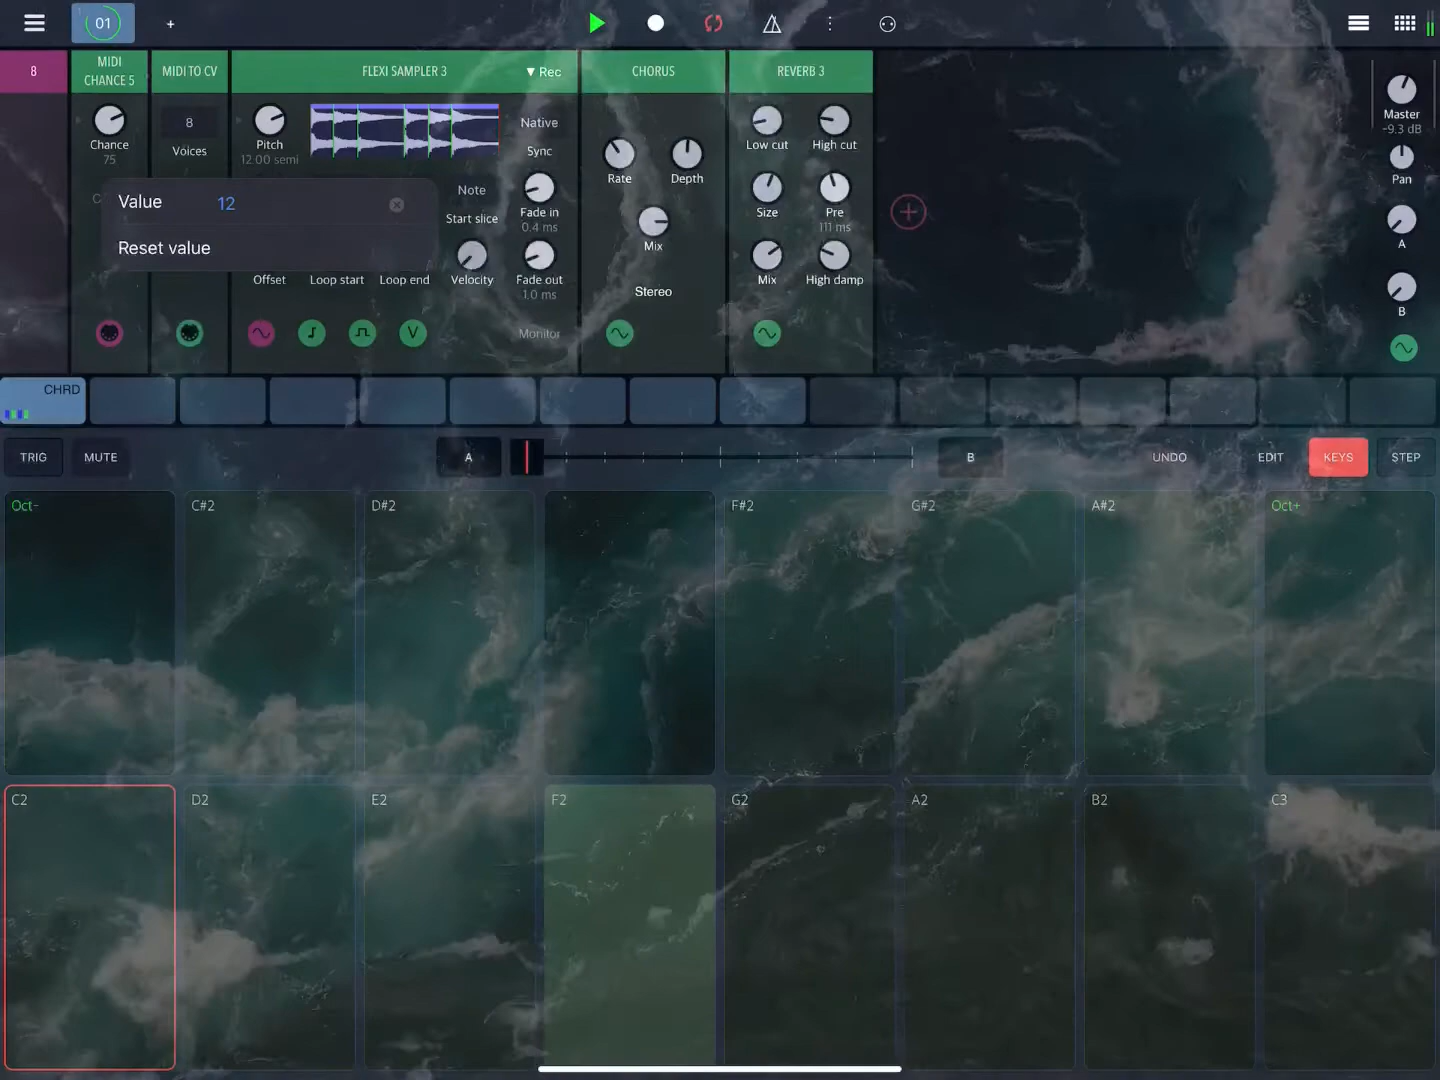 01
+
8
MIDI CHANCE 5
MIDI TO CV
FLEXI SAMPLER 3
▼ Rec
CHORUS
REVERB 3
Chance
75
8
Voices
Pitch
12.00 semi
Native
Sync
Note
Start slice
Fade in
0.4 ms
Velocity
Fade out
1.0 ms
Offset
Loop start
Loop end
Monitor
Value 12
Reset value
Rate
Depth
Mix
Stereo
Low cut
High cut
Size
Pre
111 ms
Mix
High damp
Master
-9.3 dB
Pan
A
B
V
CHRD
TRIG
MUTE
A
B
UNDO
EDIT
KEYS
STEP
Oct-
C#2
D#2
F#2
G#2
A#2
Oct+
C2
D2
E2
F2
G2
A2
B2
C3